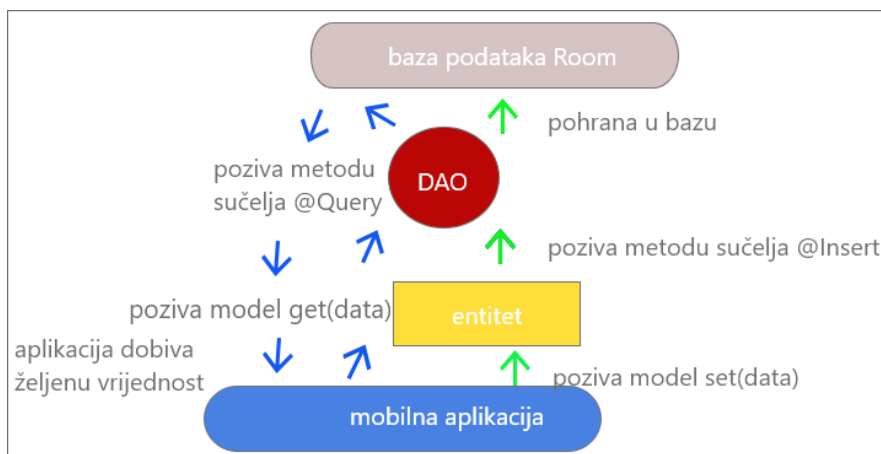 baza podataka Room
pohrana u bazu
poziva metodu
sučelja @Query
DAO
poziva metodu sučelja @Insert
poziva model get(data)
entitet
aplikacija dobiva
željenu vrijednost
poziva model set(data)
mobilna aplikacija